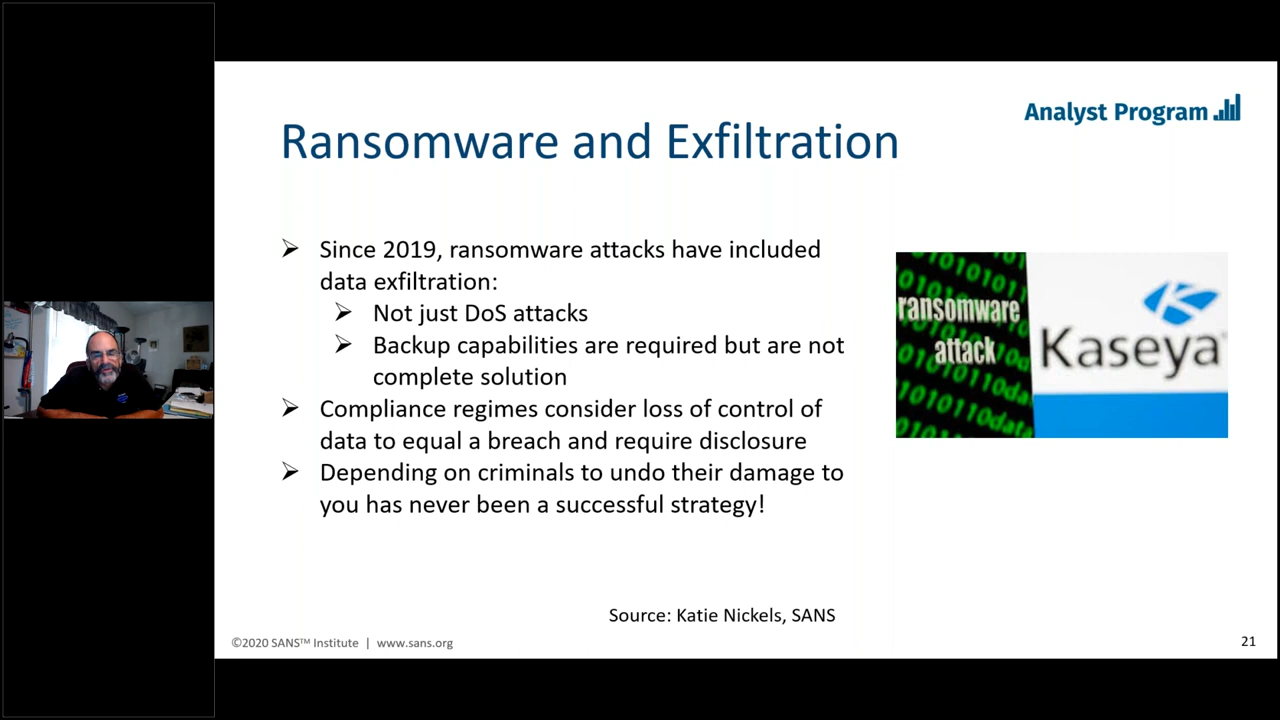 Analyst Program
Ransomware and Exfiltration
➢ Since 2019, ransomware attacks have included
data exfiltration:
➢ Not just DoS attacks
➢ Backup capabilities are required but are not
complete solution
➢ Compliance regimes consider loss of control of
data to equal a breach and require disclosure
➢ Depending on criminals to undo their damage to
you has never been a successful strategy!
ransomware
attack
Kaseya
Source: Katie Nickels, SANS
©2020 SANS™ Institute | www.sans.org
21